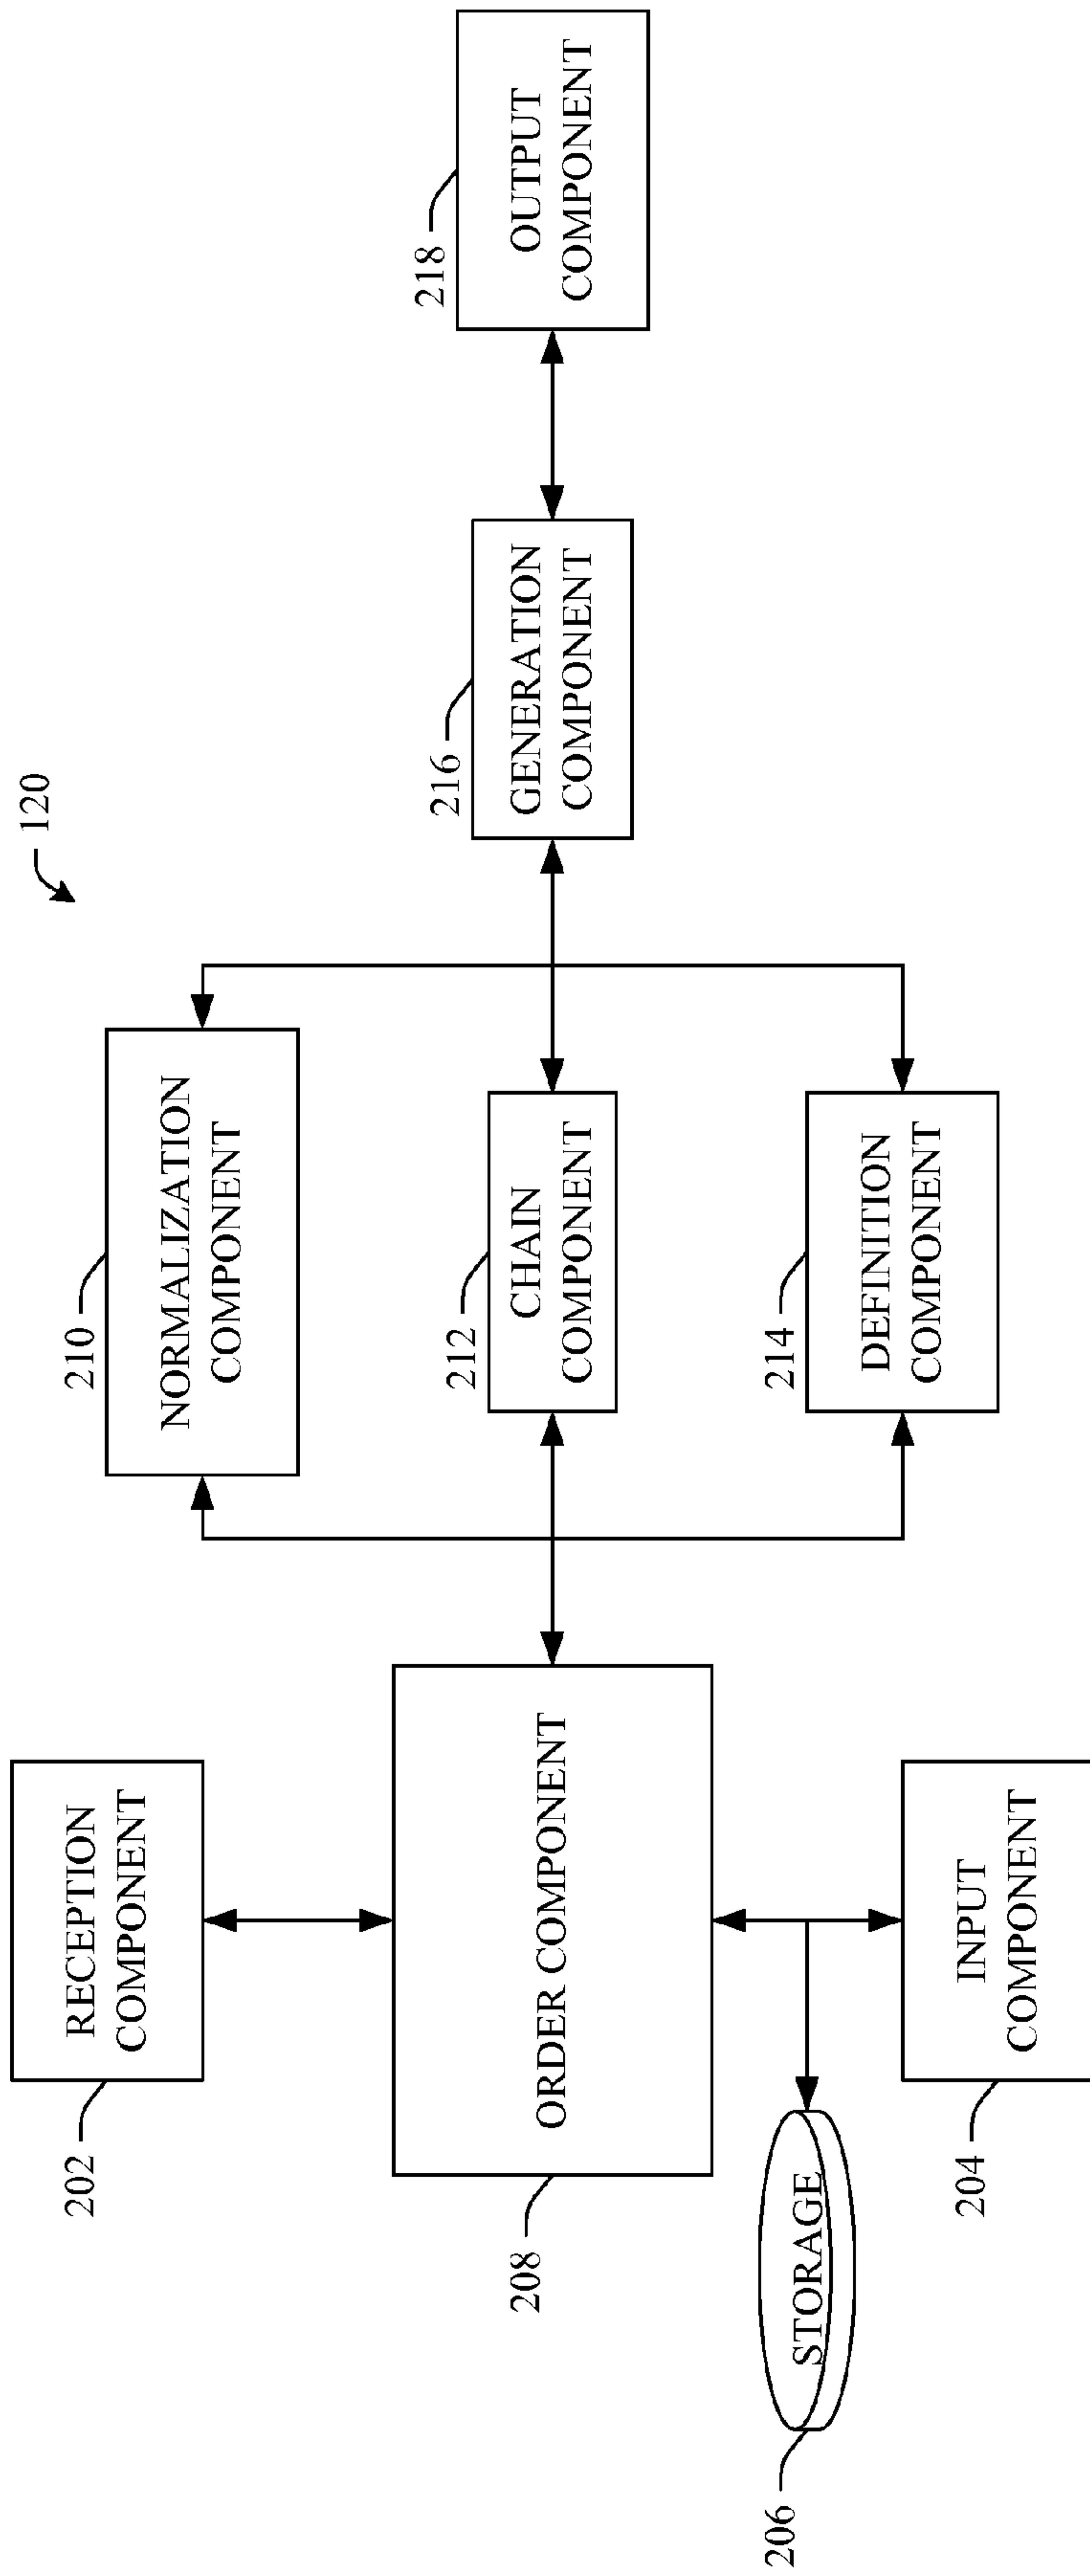 120
202
RECEPTION
COMPONENT
208
ORDER COMPONENT
206
STORAGE
204
INPUT
COMPONENT
210
NORMALIZATION
COMPONENT
212
CHAIN
COMPONENT
214
DEFINITION
COMPONENT
216
GENERATION
COMPONENT
218
OUTPUT
COMPONENT